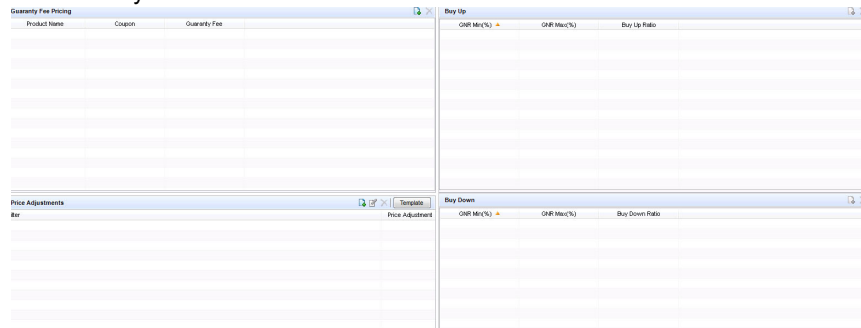 Guaranty Fee Pricing
Product Name Coupon Guaranty Fee
Buy Up
GNR Min(%) GNR Max(%) Buy Up Ratio
Price Adjustments Template
Price Adjustment
Buy Down
GNR Min(%) GNR Max(%) Buy Down Ratio